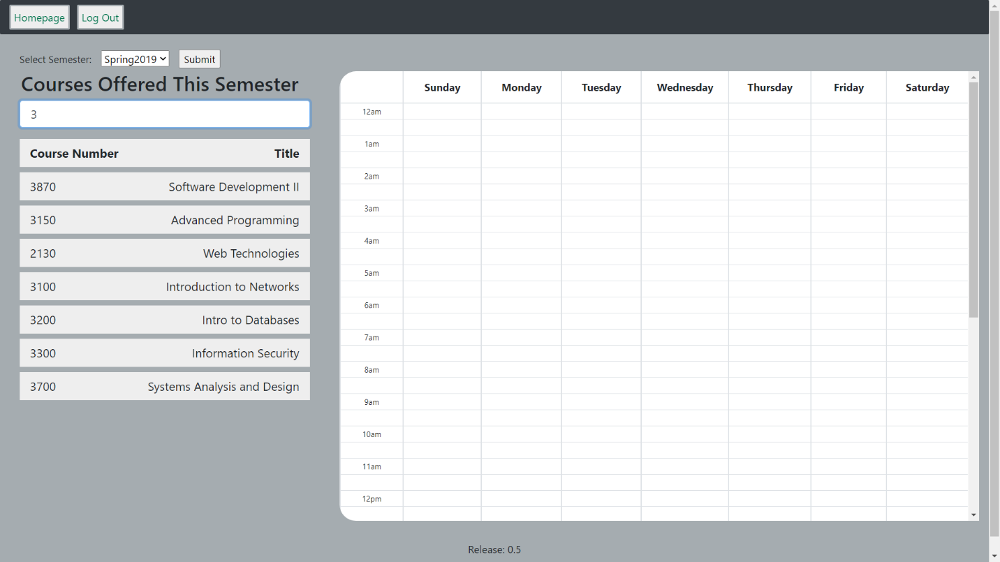 Homepage Log Out
Select Semester: Spring2019 Submit
Courses Offered This Semester
3
Course Number Title
3870 Software Development II
3150 Advanced Programming
2130 Web Technologies
3100 Introduction to Networks
3200 Intro to Databases
3300 Information Security
3700 Systems Analysis and Design
Sunday Monday Tuesday Wednesday Thursday Friday Saturday
12am
1am
2am
3am
4am
5am
6am
7am
8am
9am
10am
11am
12pm
Release: 0.5